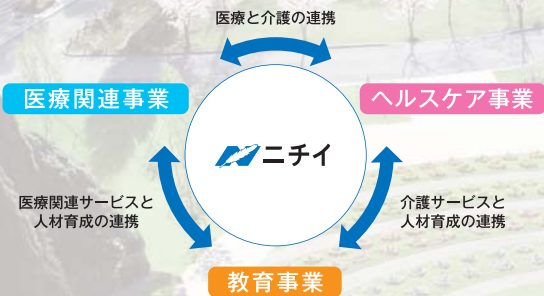 医療と介護の連携
医療関連事業
ヘルスケア事業
ニチイ
医療関連サービスと
人材育成の連携
介護サービスと
人材育成の連携
教育事業